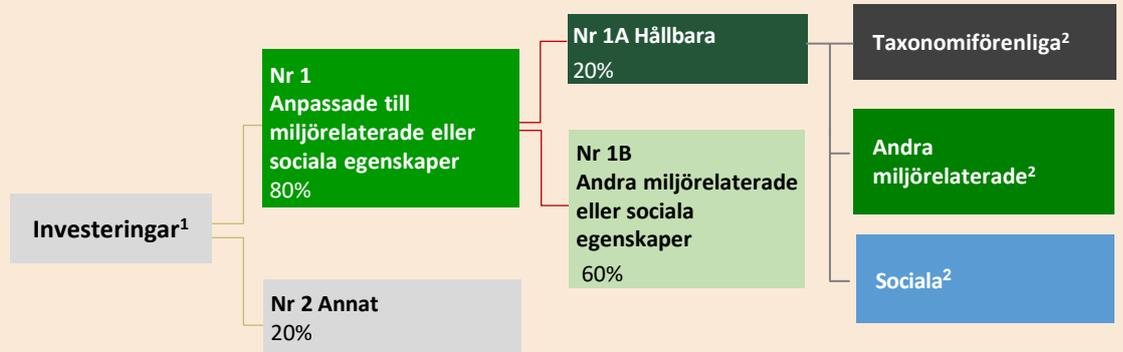 Investeringar¹
Nr 1
Anpassade till
miljörelaterade eller
sociala egenskaper
80%
Nr 2 Annat
20%
Nr 1A Hållbara
20%
Nr 1B
Andra miljörelaterade
eller sociala
egenskaper
60%
Taxonomiförenliga²
Andra
miljörelaterade²
Sociala²